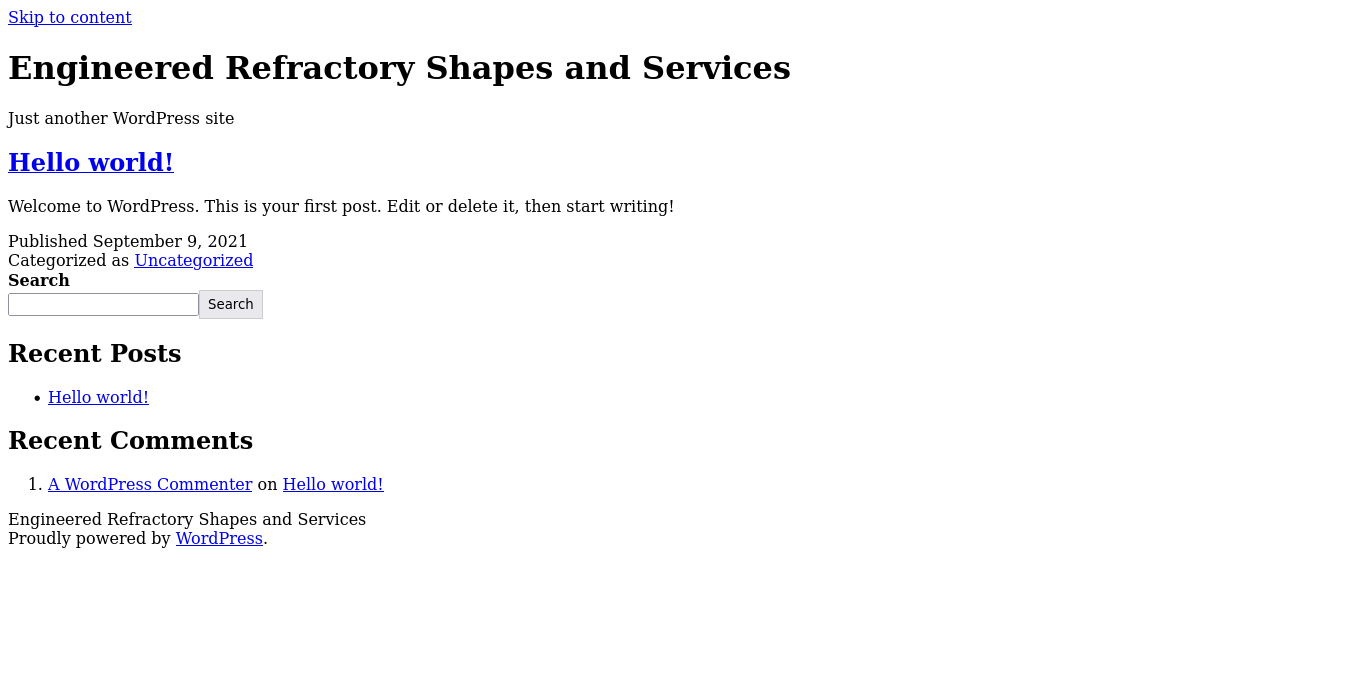 Skip to content
Engineered Refractory Shapes and Services
Just another WordPress site
Hello world!
Welcome to WordPress. This is your first post. Edit or delete it, then start writing!
Published September 9, 2021
Categorized as Uncategorized
Search
Search
Recent Posts
• Hello world!
Recent Comments
1. A WordPress Commenter on Hello world!
Engineered Refractory Shapes and Services
Proudly powered by WordPress.